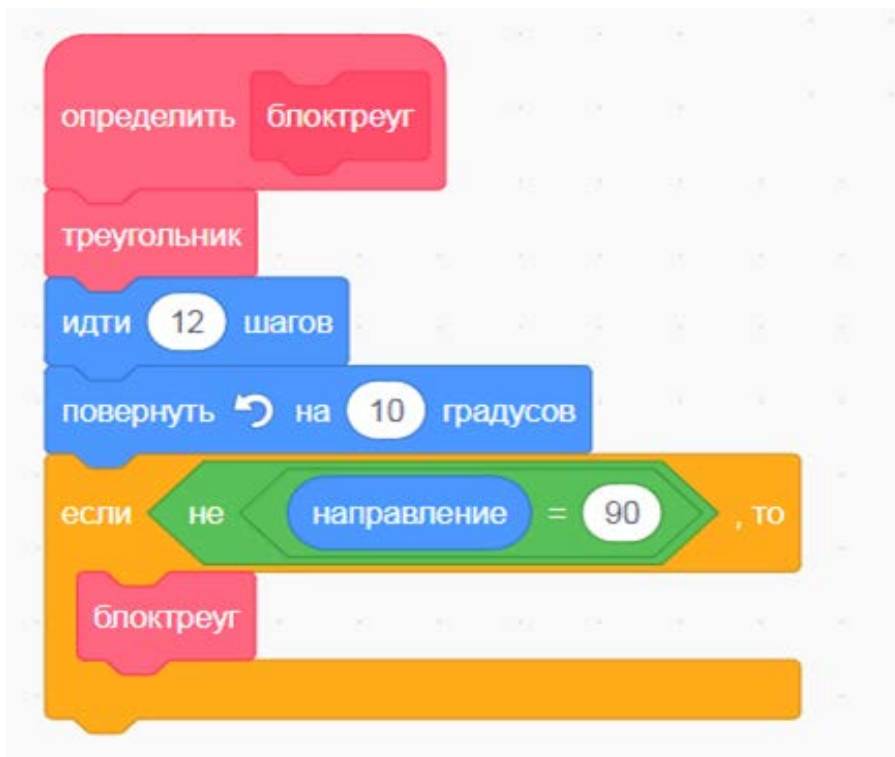 определить блоктреуг
треугольник
идти 12 шагов
повернуть на 10 градусов
если не направление = 90 , то
блоктреуг